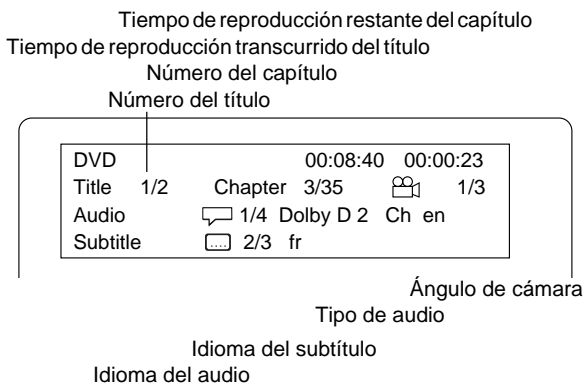 Tiempo de reproducción restante del capítulo
Tiempo de reproducción transcurrido del título
Número del capítulo
Número del título
DVD 00:08:40 00:00:23
Title 1/2 Chapter 3/35 1/3
Audio 1/4 Dolby D 2 Ch en
Subtitle .... 2/3 fr
Ángulo de cámara
Tipo de audio
Idioma del subtítulo
Idioma del audio